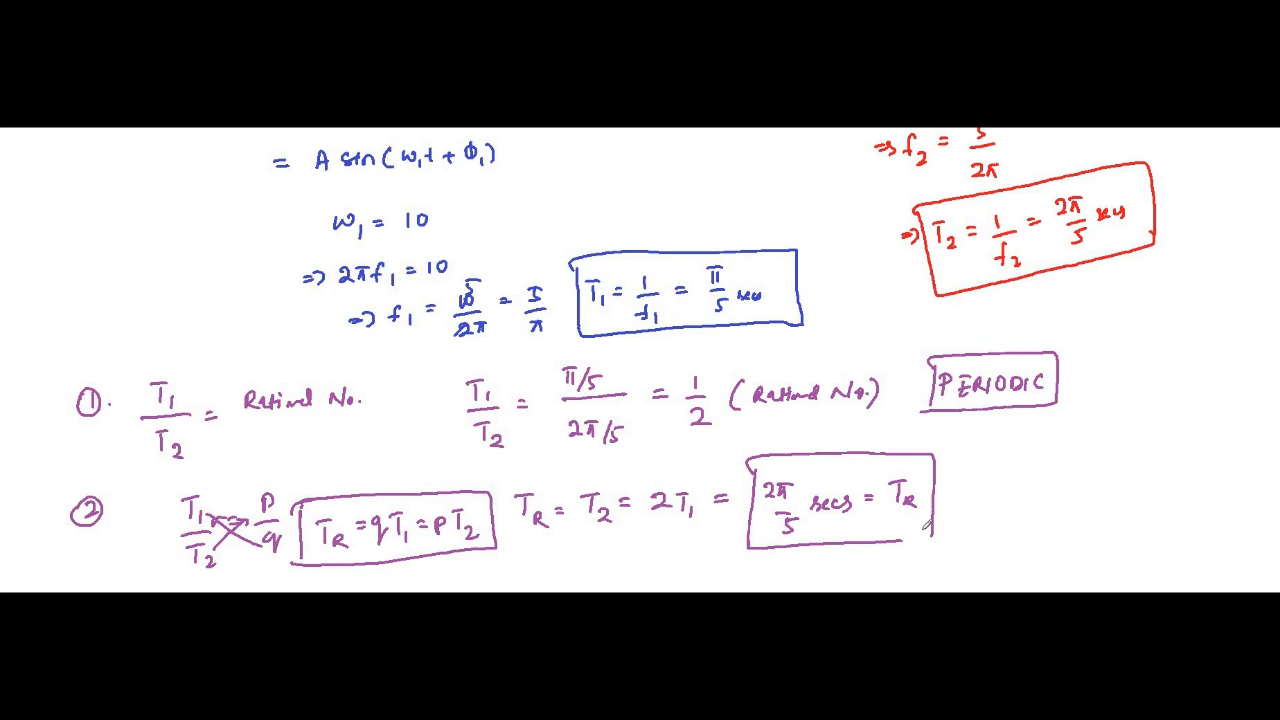 = A sin(ω₁t + Φ₁)
⇒ f₂ = 5/2π
ω₁ = 10
⇒ T₂ = 1/f₂ = 2π/5 secs
⇒ 2πf₁ = 10
⇒ f₁ = 10/2π = 5/π
T₁ = 1/f₁ = π/5 sec
①. T₁/T₂ = Rational No. T₁/T₂ = π/5 / 2π/5 = 1/2 (Rational No.) PERIODIC
② T₁/T₂ = p/q T_R = qT₁ = pT₂ T_R = T₂ = 2T₁ = 2π/5 secs = T_R